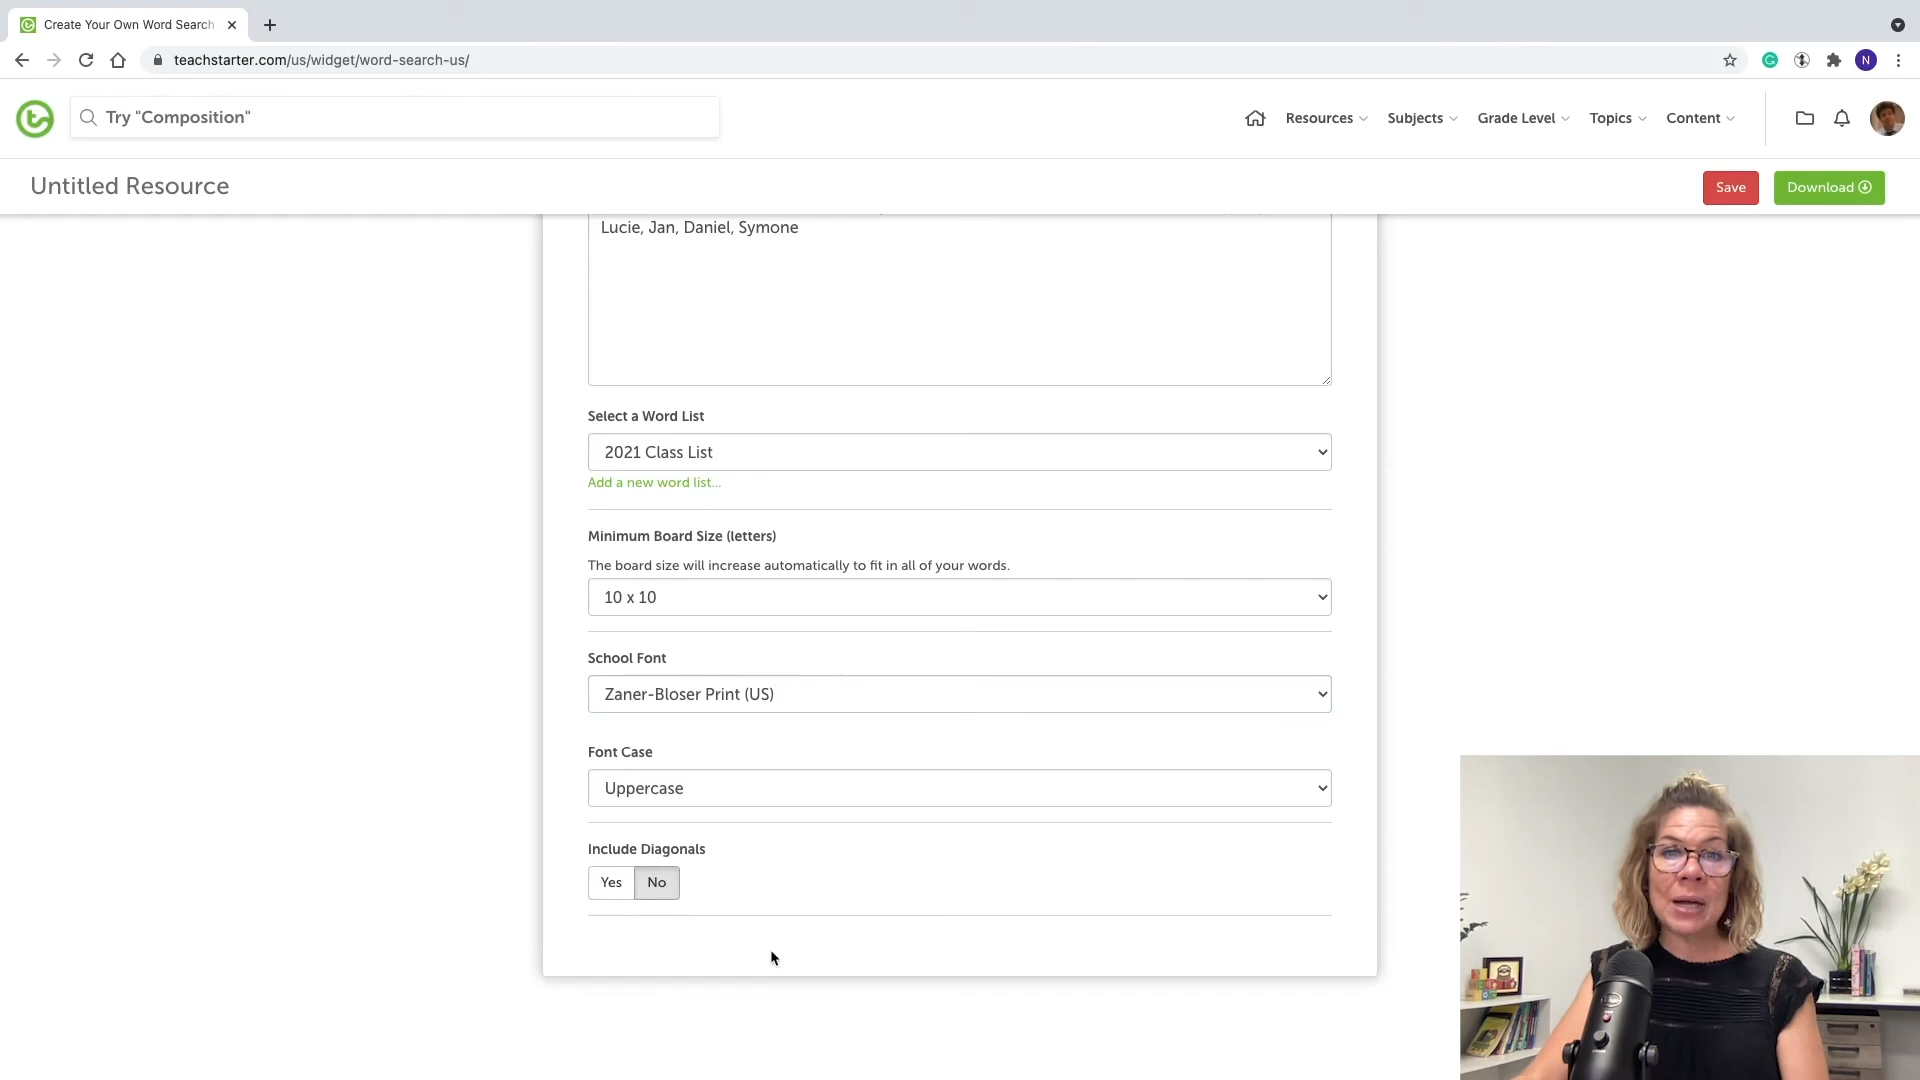 Create Your Own Word Search
teachstarter.com/us/widget/word-search-us/
N
Try "Composition"
Resources
Subjects
Grade Level
Topics
Content
Untitled Resource
Save
Download
Lucie, Jan, Daniel, Symone
Select a Word List
2021 Class List
Add a new word list...
Minimum Board Size (letters)
The board size will increase automatically to fit in all of your words.
10 x 10
School Font
Zaner-Bloser Print (US)
Font Case
Uppercase
Include Diagonals
Yes
No